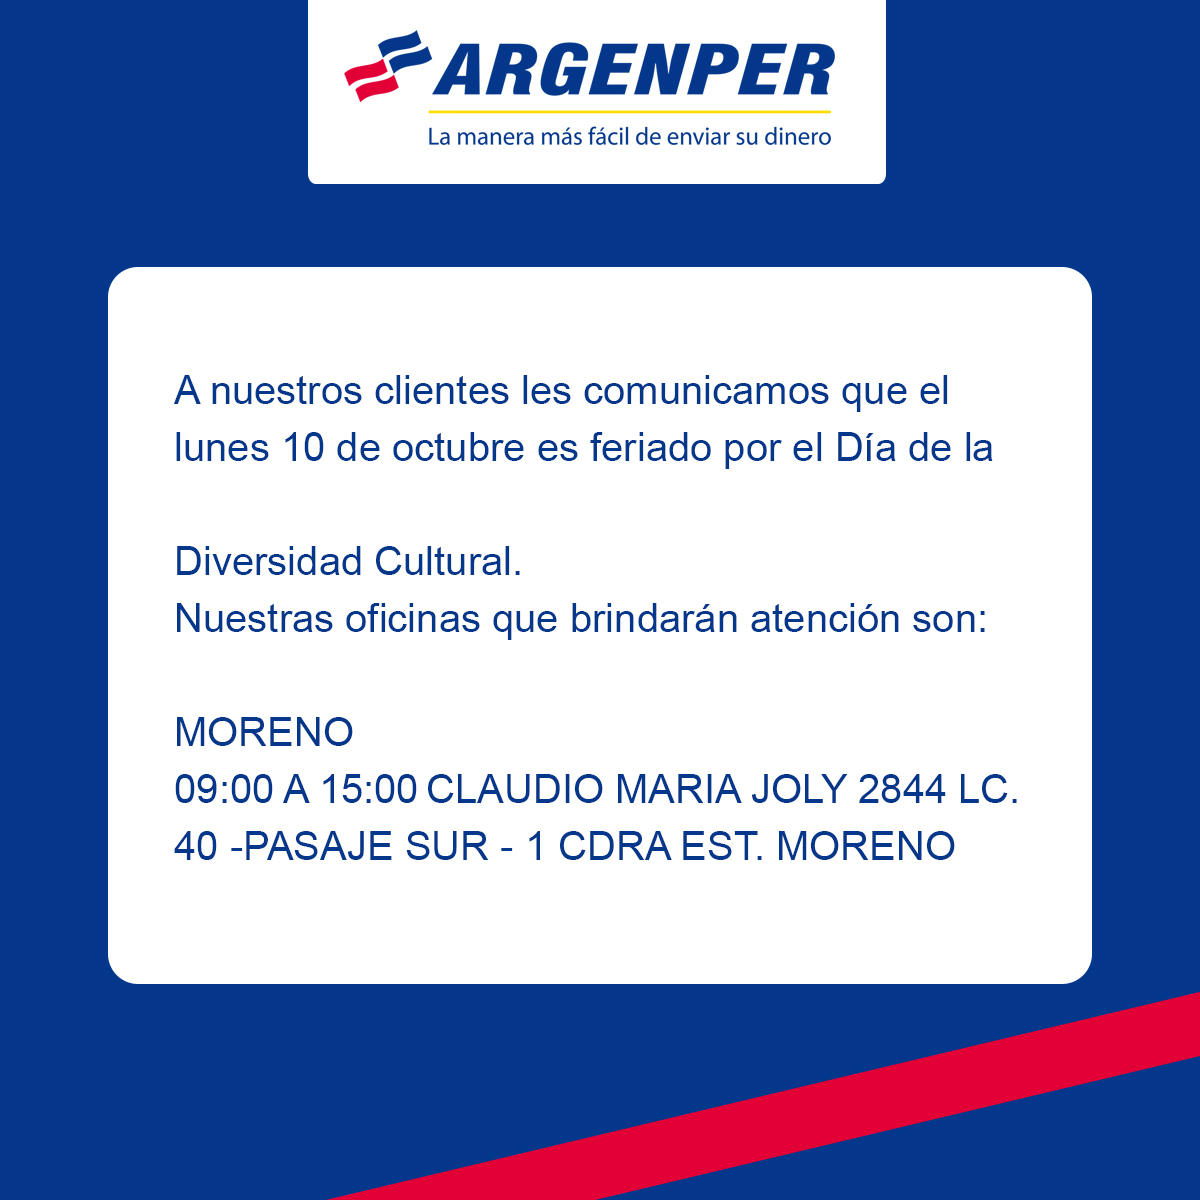 ARGENPER
La manera más fácil de enviar su dinero
A nuestros clientes les comunicamos que el
lunes 10 de octubre es feriado por el Día de la
Diversidad Cultural.
Nuestras oficinas que brindarán atención son:
MORENO
09:00 A 15:00 CLAUDIO MARIA JOLY 2844 LC.
40 -PASAJE SUR - 1 CDRA EST. MORENO